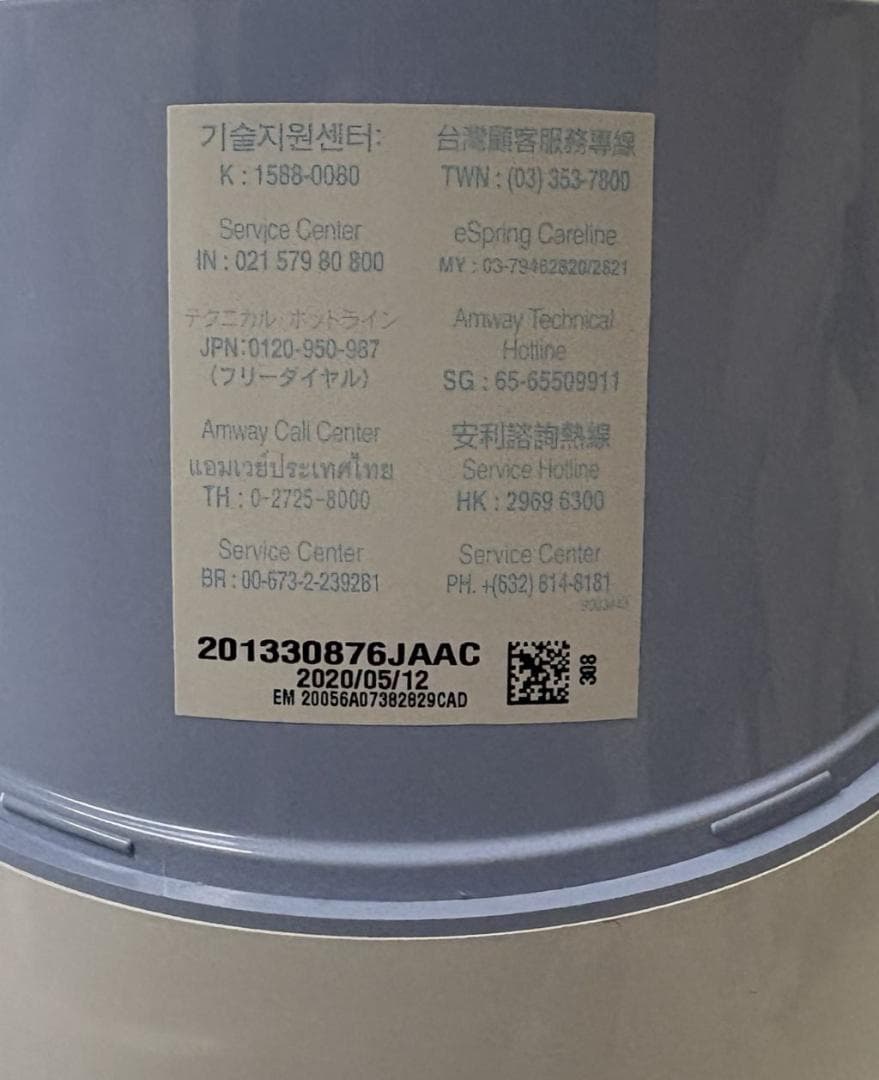 기술지원센터:
K : 1588-0080
Service Center
IN : 021 579 80 800
テクニカル ホットライン
JPN:0120-950-987
(フリーダイヤル)
Amway Call Center
แอมเวย์ประเทศไทย
TH : 0-2725-8000
Service Center
BR : 00-673-2-239281
台灣顧客服務專線
TWN : (03) 353-7800
eSpring Careline
MY : 03-79462820/2821
Amway Technical
Hotline
SG : 65-65509911
安利諮詢熱線
Service Hotline
HK : 2969 6300
Service Center
PH. +(632) 814-8181
201330876JAAC
2020/05/12
EM 20056A07382829CAD
308